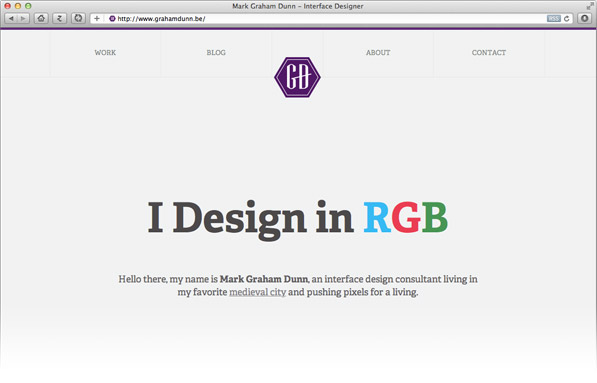 Mark Graham Dunn – Interface Designer
http://www.grahamdunn.be/
RSS
WORK
BLOG
GD
ABOUT
CONTACT
I Design in RGB
Hello there, my name is Mark Graham Dunn, an interface design consultant living in
my favorite medieval city and pushing pixels for a living.